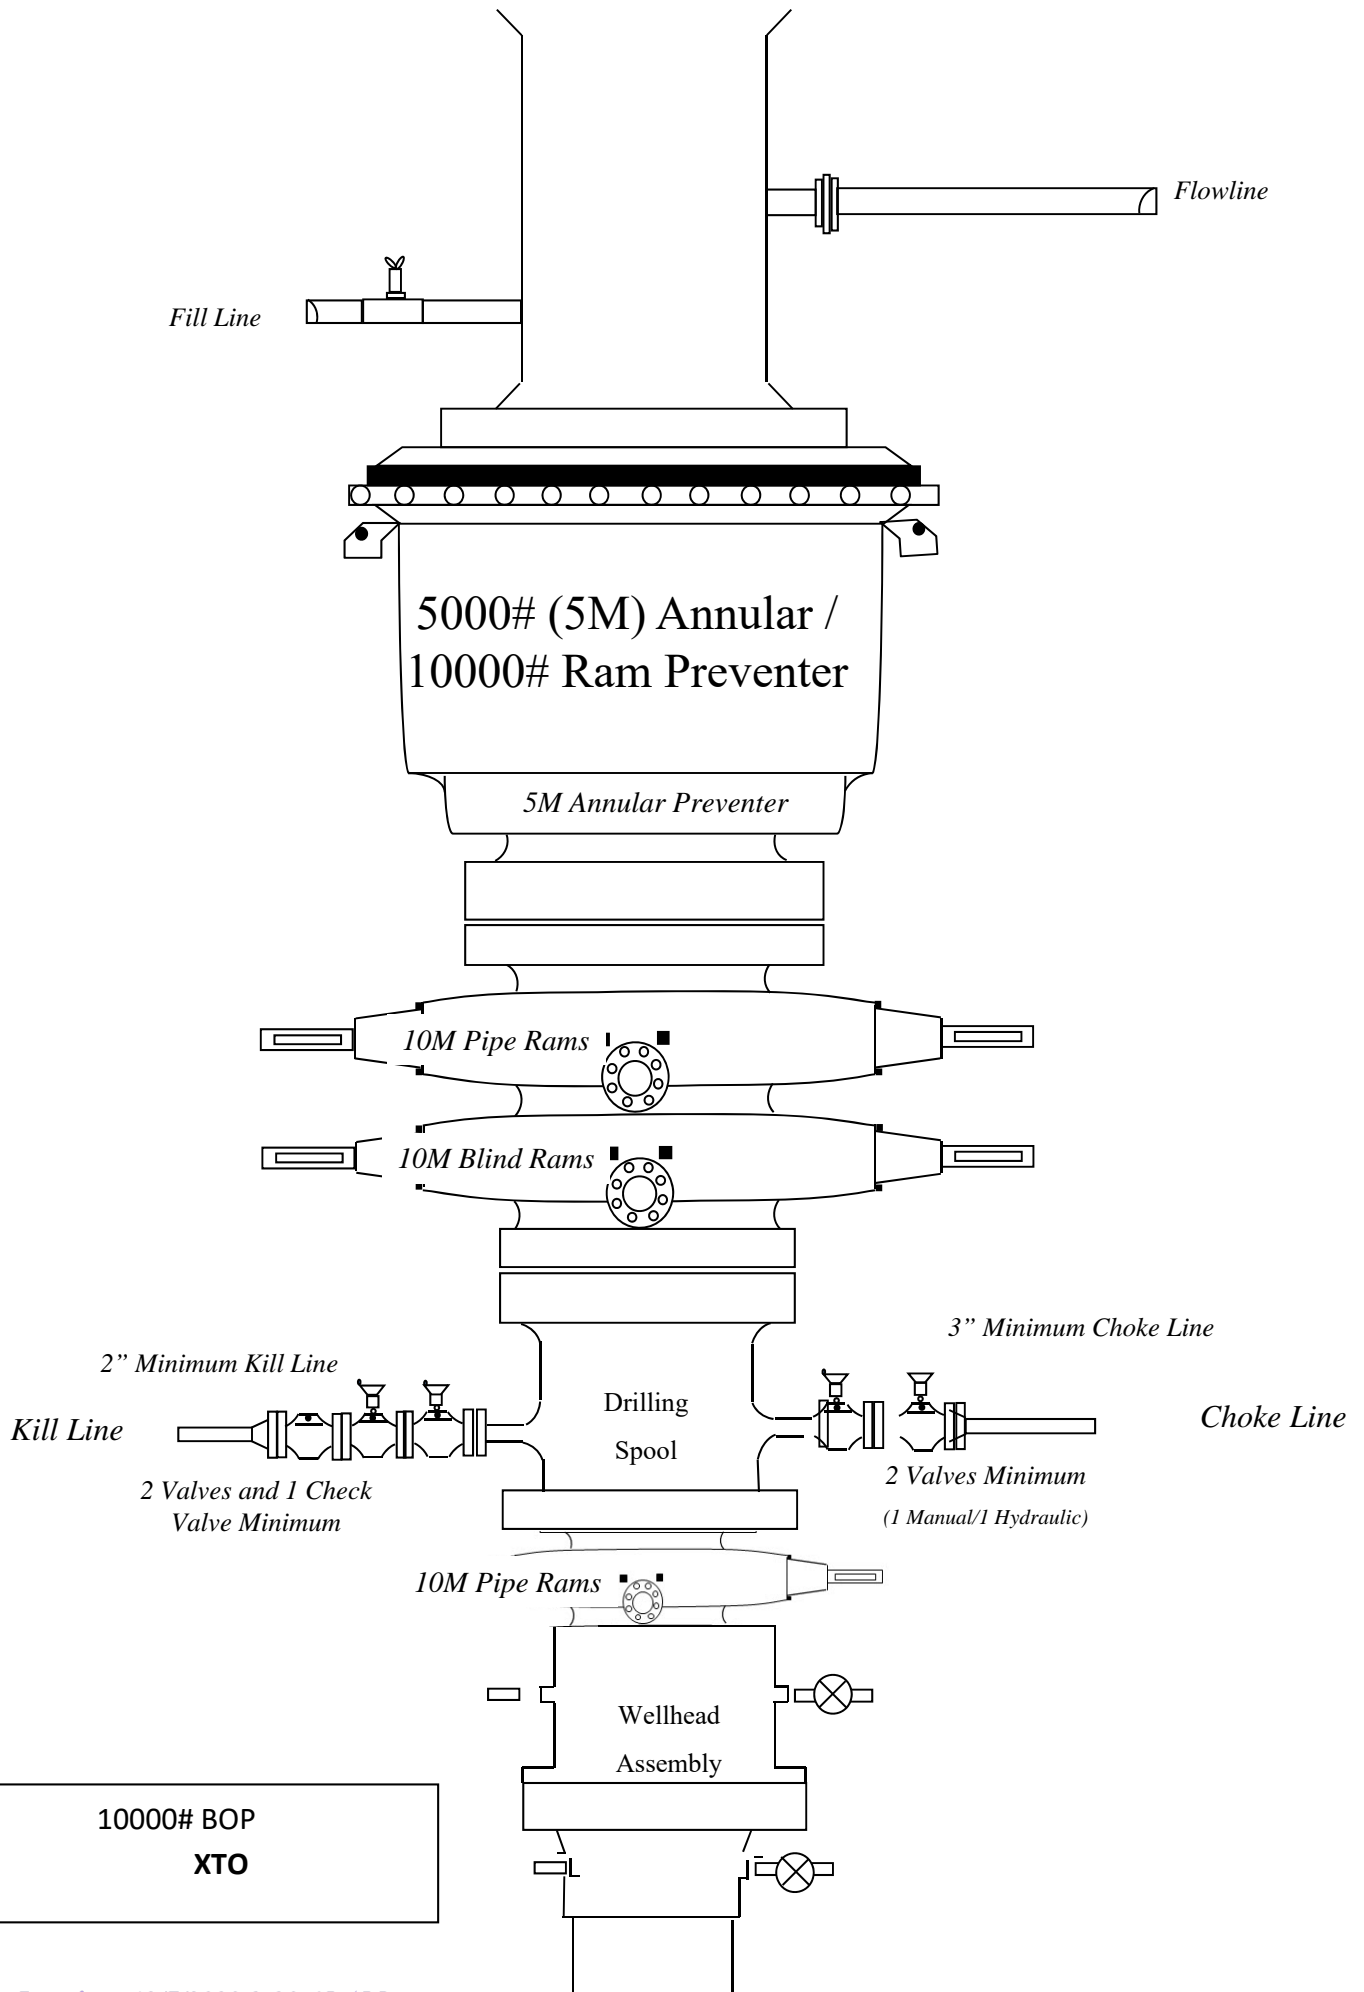 Flowline
Fill Line
5000# (5M) Annular /
10000# Ram Preventer
5M Annular Preventer
10M Pipe Rams
10M Blind Rams
3” Minimum Choke Line
2” Minimum Kill Line
Drilling
Spool
Kill Line
Choke Line
2 Valves and 1 Check
Valve Minimum
2 Valves Minimum
(1 Manual/1 Hydraulic)
10M Pipe Rams
Wellhead
Assembly
10000# BOP
XTO